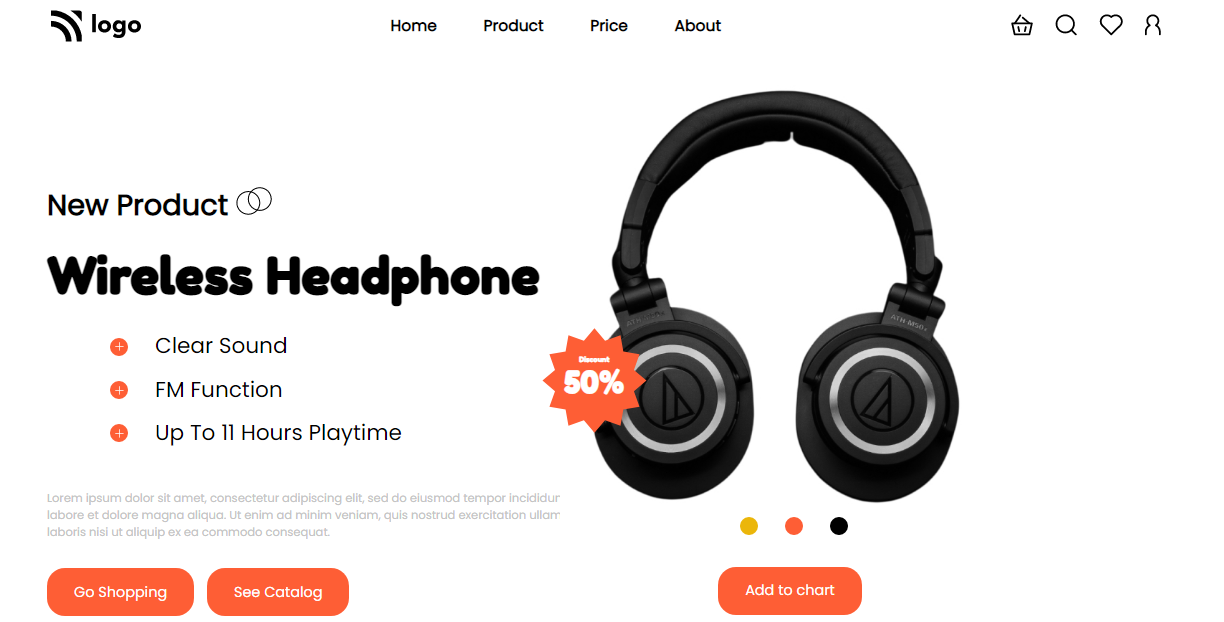 logo
Home
Product
Price
About
New Product
Wireless Headphone
Clear Sound
FM Function
Up To 11 Hours Playtime
Discount
50%
ATH-M50x
Lorem ipsum dolor sit amet, consectetur adipiscing elit, sed do eiusmod tempor incididun
labore et dolore magna aliqua. Ut enim ad minim veniam, quis nostrud exercitation ullam
laboris nisi ut aliquip ex ea commodo consequat.
Go Shopping
See Catalog
Add to chart